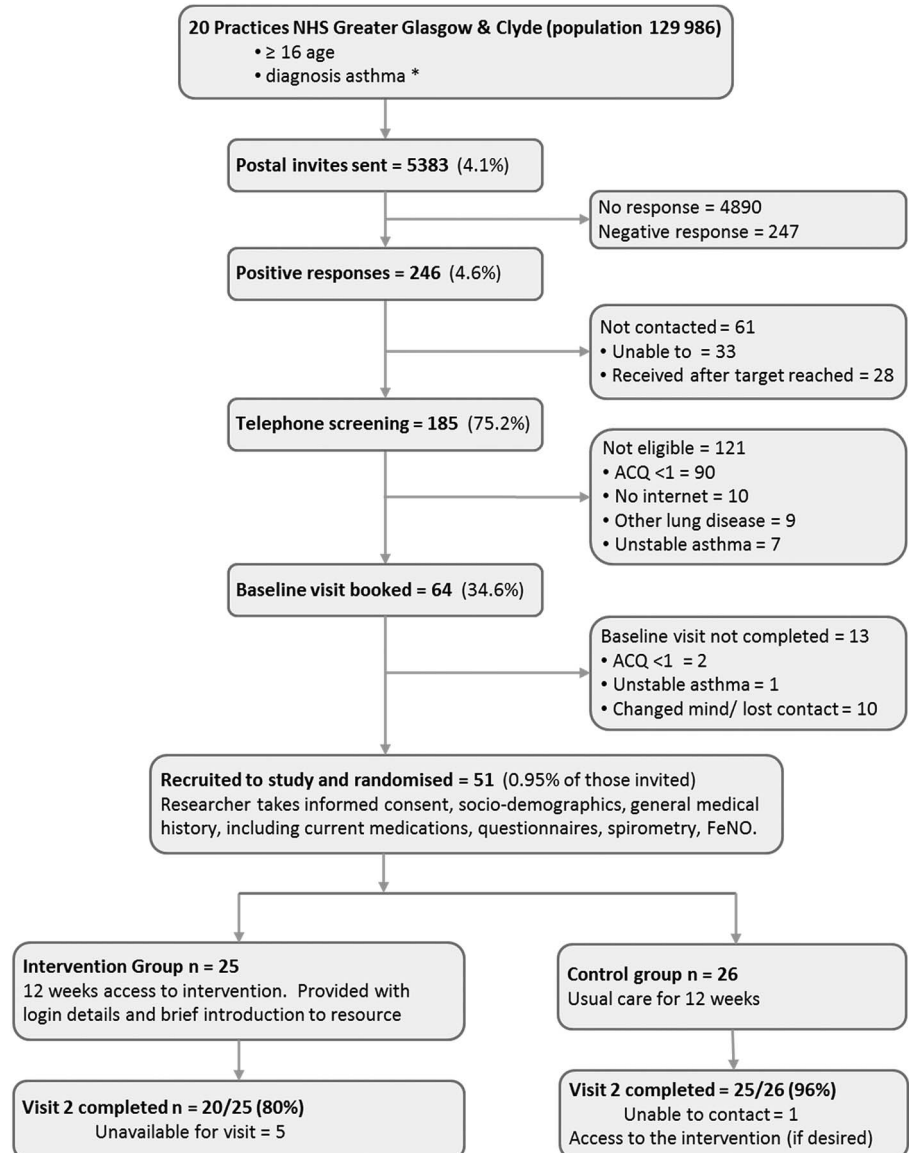 20 Practices NHS Greater Glasgow & Clyde (population 129 986)
• ≥ 16 age
• diagnosis asthma *
Postal invites sent = 5383 (4.1%)
No response = 4890
Negative response = 247
Positive responses = 246 (4.6%)
Not contacted = 61
• Unable to = 33
• Received after target reached = 28
Telephone screening = 185 (75.2%)
Not eligible = 121
• ACQ <1 = 90
• No internet = 10
• Other lung disease = 9
• Unstable asthma = 7
Baseline visit booked = 64 (34.6%)
Baseline visit not completed = 13
• ACQ <1 = 2
• Unstable asthma = 1
• Changed mind/ lost contact = 10
Recruited to study and randomised = 51 (0.95% of those invited)
Researcher takes informed consent, socio-demographics, general medical
history, including current medications, questionnaires, spirometry, FeNO.
Intervention Group n = 25
12 weeks access to intervention. Provided with
login details and brief introduction to resource
Control group n = 26
Usual care for 12 weeks
Visit 2 completed n = 20/25 (80%)
Unavailable for visit = 5
Visit 2 completed = 25/26 (96%)
Unable to contact = 1
Access to the intervention (if desired)